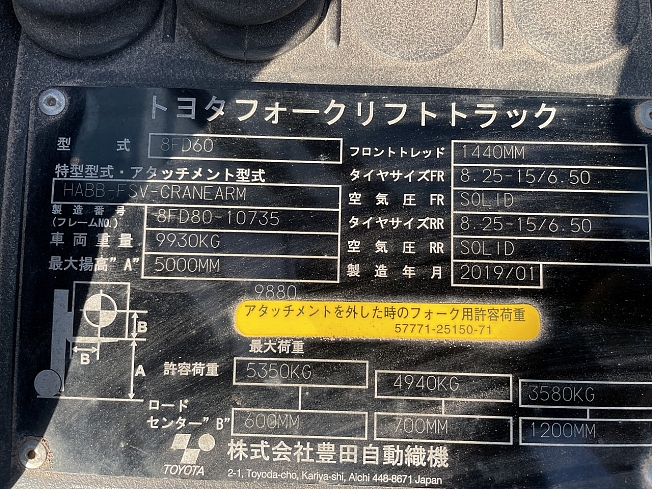 トヨタフォークリフトトラック
型 式 8FD60 フロントトレッド 1440MM
特型型式・アタッチメント型式 タイヤサイズFR 8.25-15/6.50
HABB-FSV-CRANEARM 空気圧FR SOLID
製造番号 (フレームNO.) 8FD80-10735 タイヤサイズRR 8.25-15/6.50
車両重量 9930KG 空気圧RR SOLID
最大揚高"A" 5000MM 製造年月 2019/01
9880
アタッチメントを外した時のフォーク用許容荷重
57771-25150-71
B
B A
最大荷重
許容荷重 5350KG 4940KG 3580KG
ロード
センター"B" 600MM 700MM 1200MM
TOYOTA 株式会社豊田自動織機
2-1, Toyoda-cho, Kariya-shi, Aichi 448-8671 Japan